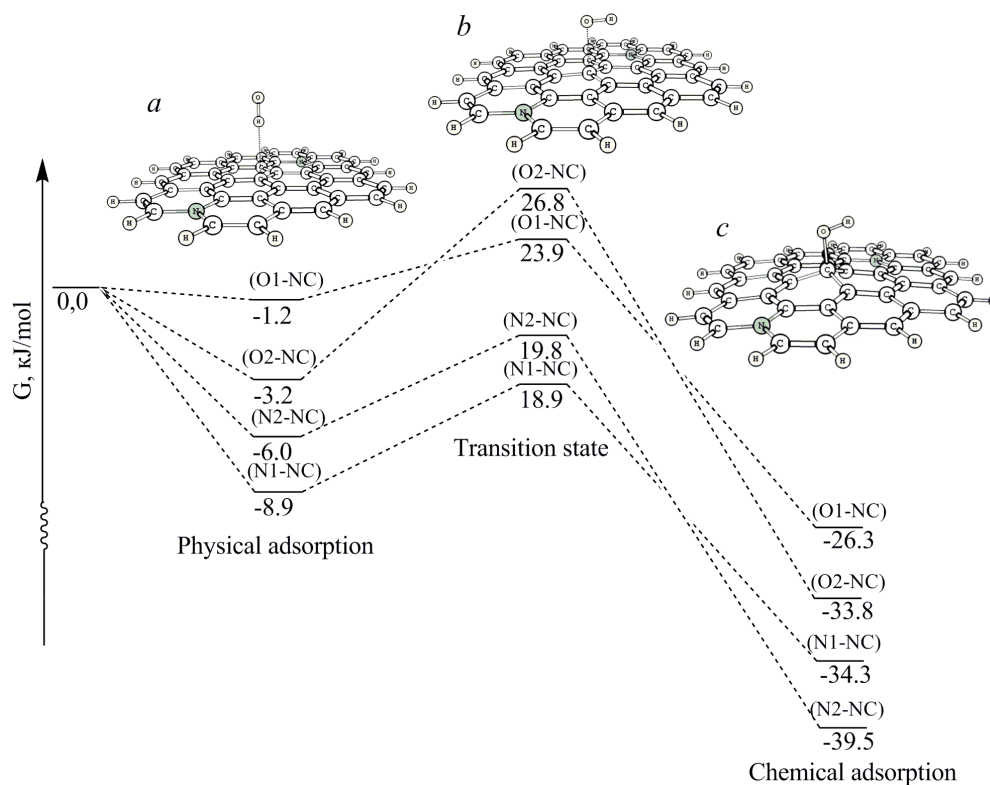 a
b
c
G, кJ/mol
0,0
(O1-NC)
-1.2
(O2-NC)
-3.2
(N2-NC)
-6.0
(N1-NC)
-8.9
Physical adsorption
(O2-NC)
26.8
(O1-NC)
23.9
(N2-NC)
19.8
(N1-NC)
18.9
Transition state
(O1-NC)
-26.3
(O2-NC)
-33.8
(N1-NC)
-34.3
(N2-NC)
-39.5
Chemical adsorption